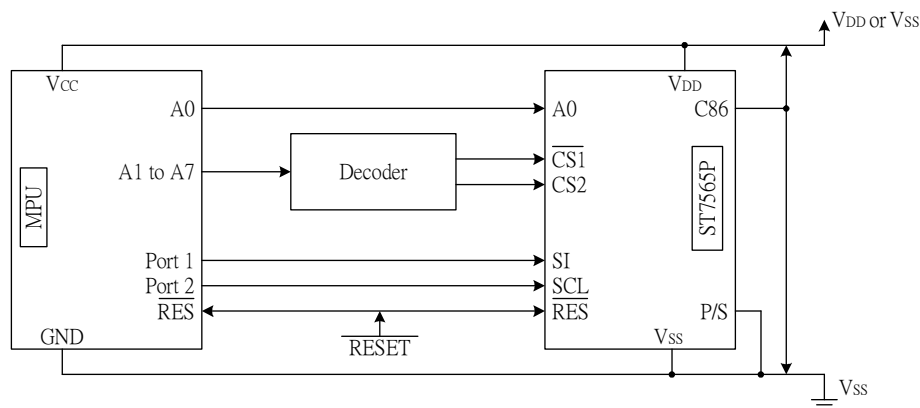 VDD or VSS
VCC
VDD
A0
A0
C86
A1 to A7
Decoder
CS1
CS2
MPU
ST7565P
Port 1
SI
Port 2
SCL
RES
RES
P/S
GND
RESET
VSS
VSS